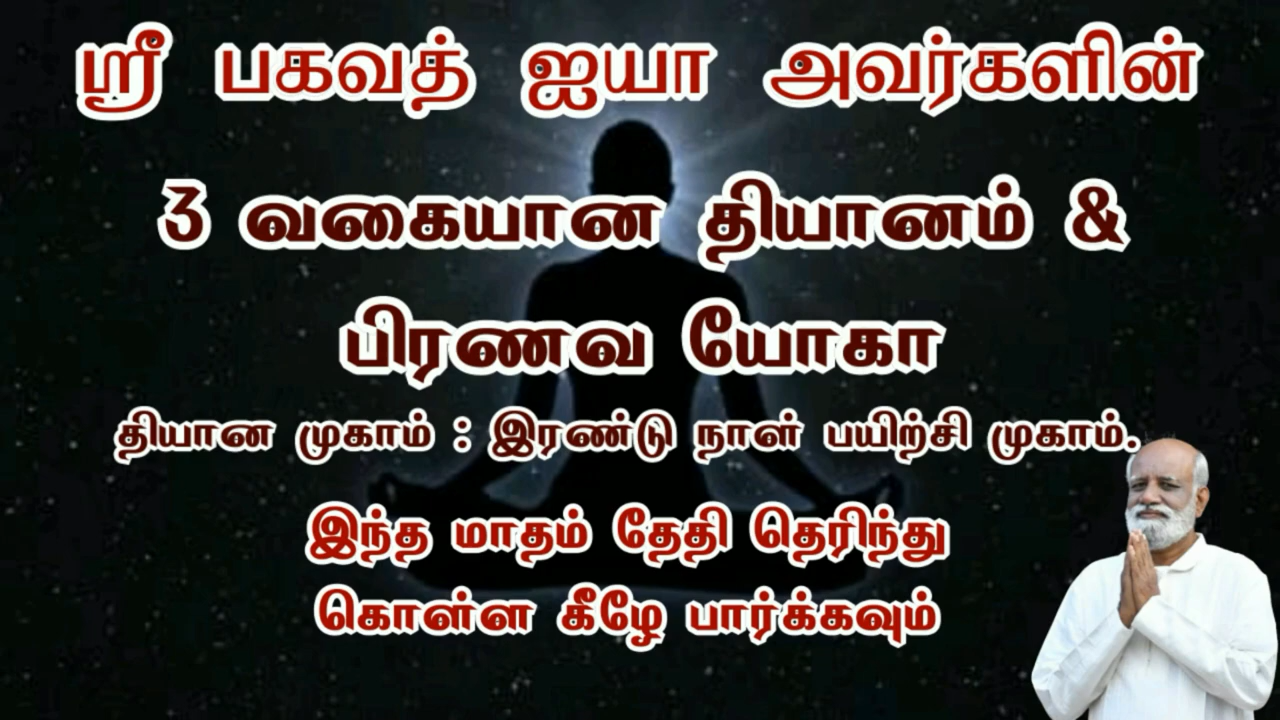 ஸ்ரீ பகவத் ஐயா அவர்களின்
3 வகையான தியானம் &
பிரணவ யோகா
தியான முகாம் : இரண்டு நாள் பயிற்சி முகாம்.
இந்த மாதம் தேதி தெரிந்து
கொள்ள கீழே பார்க்கவும்